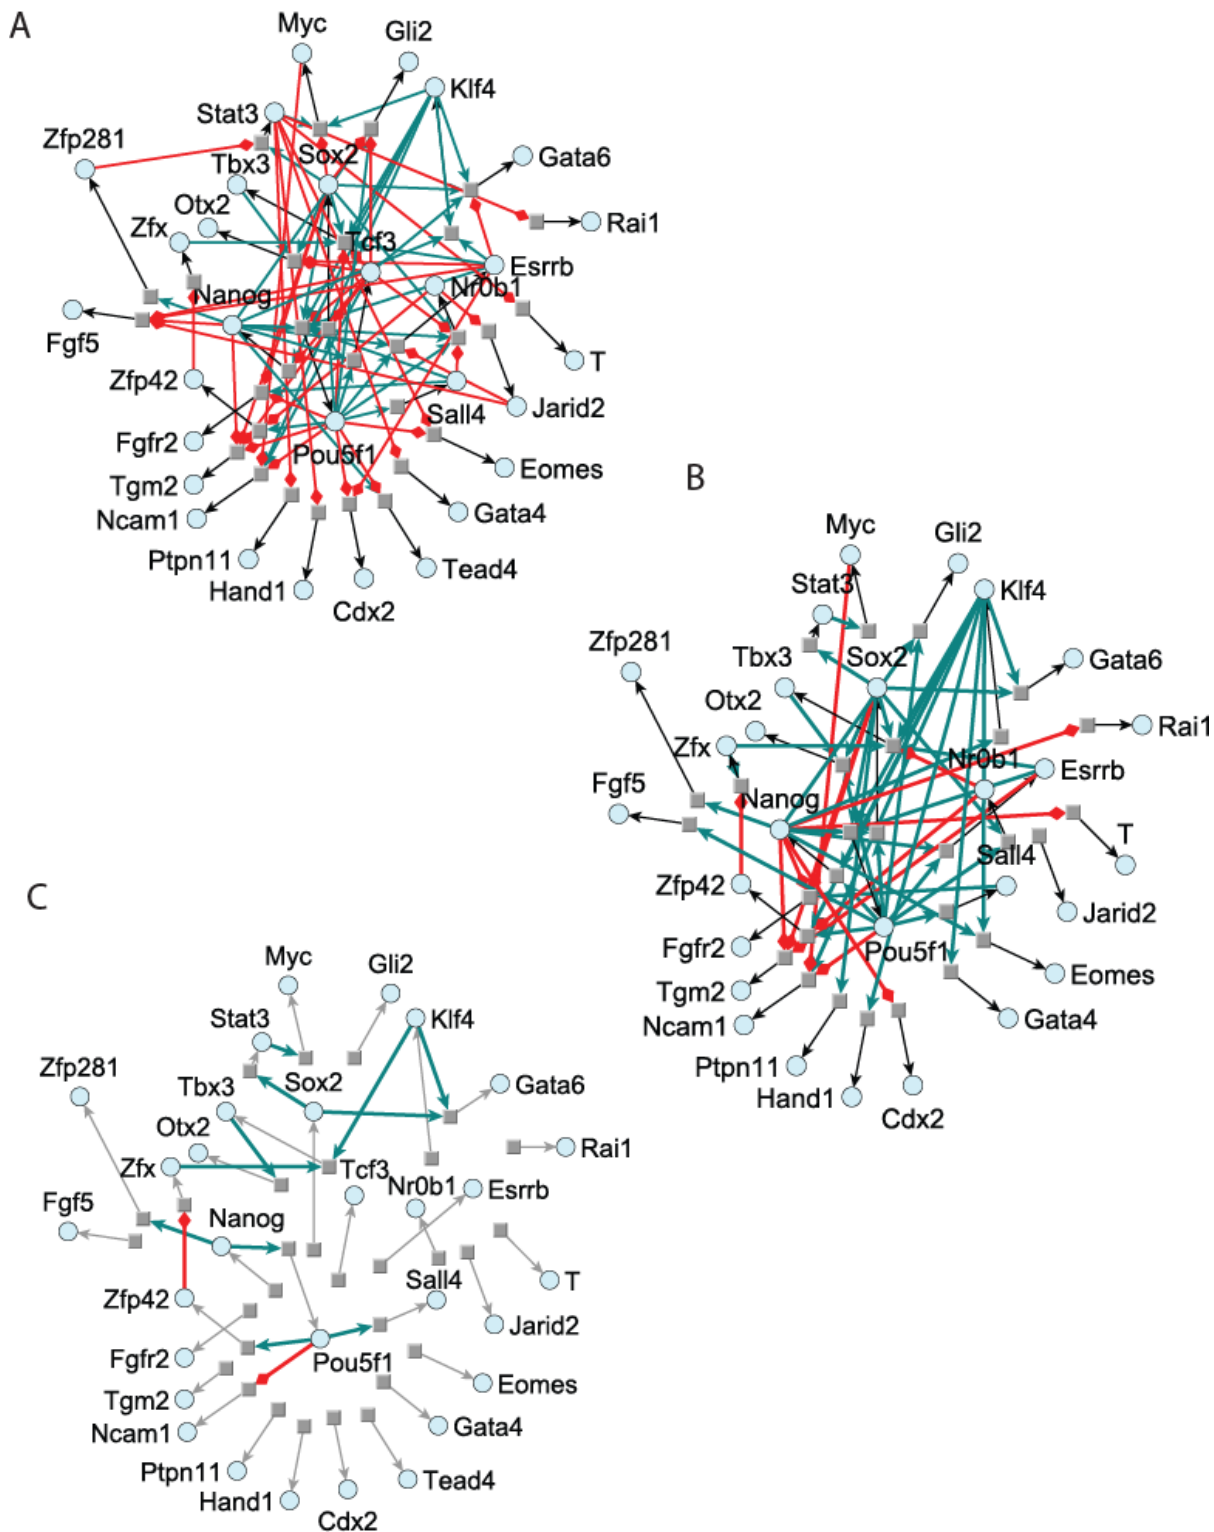 A
Myc
Gli2
Klf4
Stat3
Zfp281
Sox2
Gata6
Tbx3
Otx2
Rai1
Zfx
Tcf3
Esrrb
Nr0b1
Nanog
Fgf5
T
Zfp42
Jarid2
Sall4
Fgfr2
Pou5f1
Eomes
Tgm2
Ncam1
Gata4
Ptpn11
Tead4
Hand1
Cdx2
B
Myc
Gli2
Stat3
Klf4
Zfp281
Tbx3
Sox2
Gata6
Otx2
Rai1
Zfx
Nr0b1
Esrrb
Fgf5
Nanog
T
Sall4
Zfp42
Jarid2
Fgfr2
Pou5f1
Eomes
Tgm2
Gata4
Ncam1
Ptpn11
Hand1
Cdx2
C
Myc
Gli2
Stat3
Klf4
Zfp281
Tbx3
Sox2
Gata6
Otx2
Rai1
Zfx
Tcf3
Nr0b1
Esrrb
Fgf5
Nanog
Sall4
T
Zfp42
Jarid2
Fgfr2
Pou5f1
Eomes
Tgm2
Gata4
Ncam1
Ptpn11
Tead4
Hand1
Cdx2